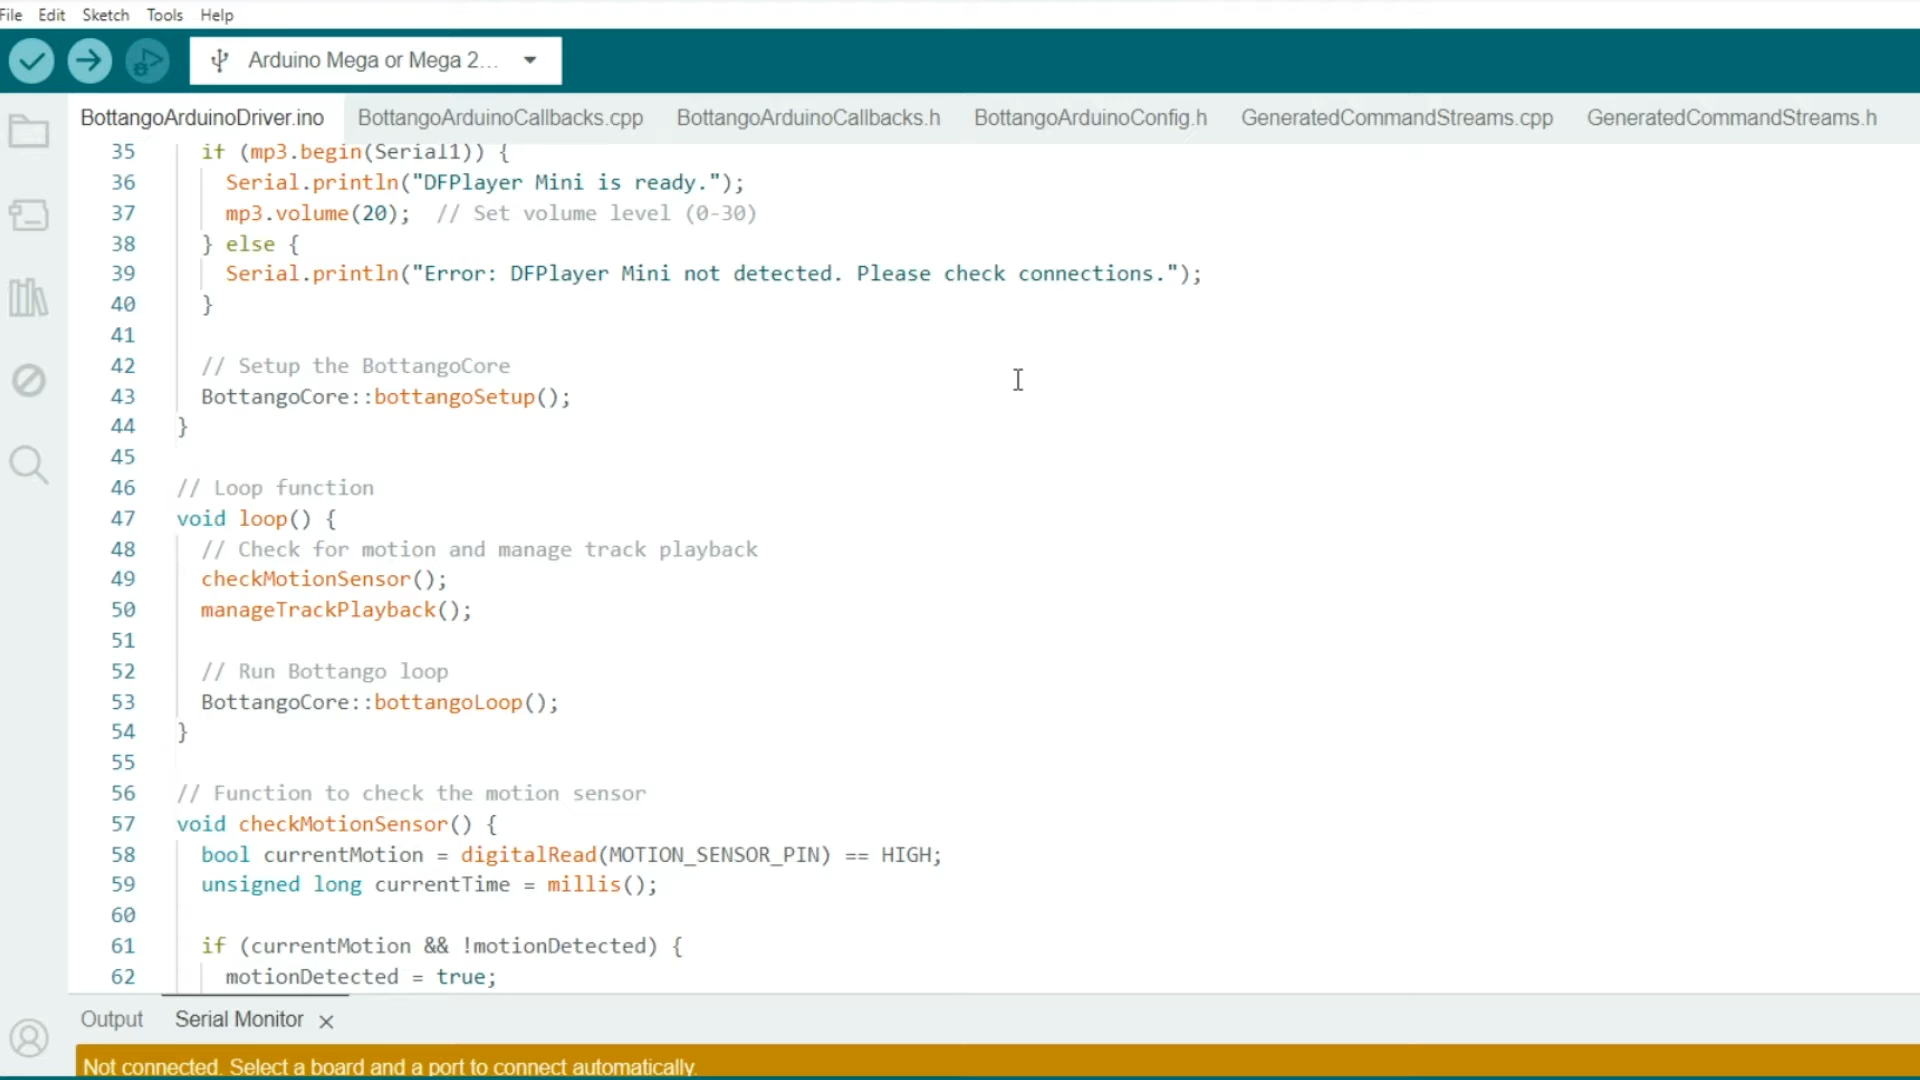 File Edit Sketch Tools Help
Arduino Mega or Mega 2...
BottangoArduinoDriver.ino BottangoArduinoCallbacks.cpp BottangoArduinoCallbacks.h BottangoArduinoConfig.h GeneratedCommandStreams.cpp GeneratedCommandStreams.h
35 if (mp3.begin(Serial1)) {
36 Serial.println("DFPlayer Mini is ready.");
37 mp3.volume(20); // Set volume level (0-30)
38 } else {
39 Serial.println("Error: DFPlayer Mini not detected. Please check connections.");
40 }
41
42 // Setup the BottangoCore
43 BottangoCore::bottangoSetup();
44 }
45
46 // Loop function
47 void loop() {
48 // Check for motion and manage track playback
49 checkMotionSensor();
50 manageTrackPlayback();
51
52 // Run Bottango loop
53 BottangoCore::bottangoLoop();
54 }
55
56 // Function to check the motion sensor
57 void checkMotionSensor() {
58 bool currentMotion = digitalRead(MOTION_SENSOR_PIN) == HIGH;
59 unsigned long currentTime = millis();
60
61 if (currentMotion && !motionDetected) {
62 motionDetected = true;
Output Serial Monitor
Not connected. Select a board and a port to connect automatically.